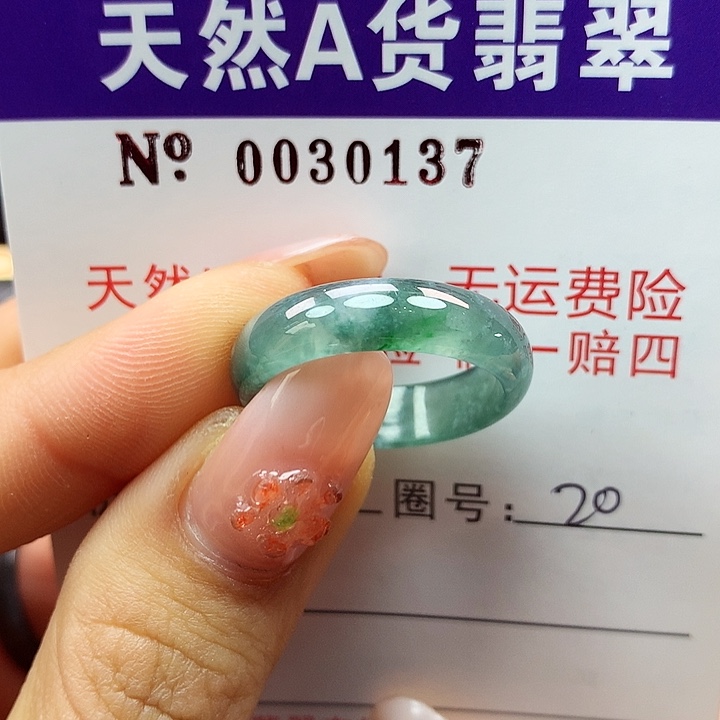 天然A货翡翠
No 0030137
天然 无运费险
一赔四
圈号：20